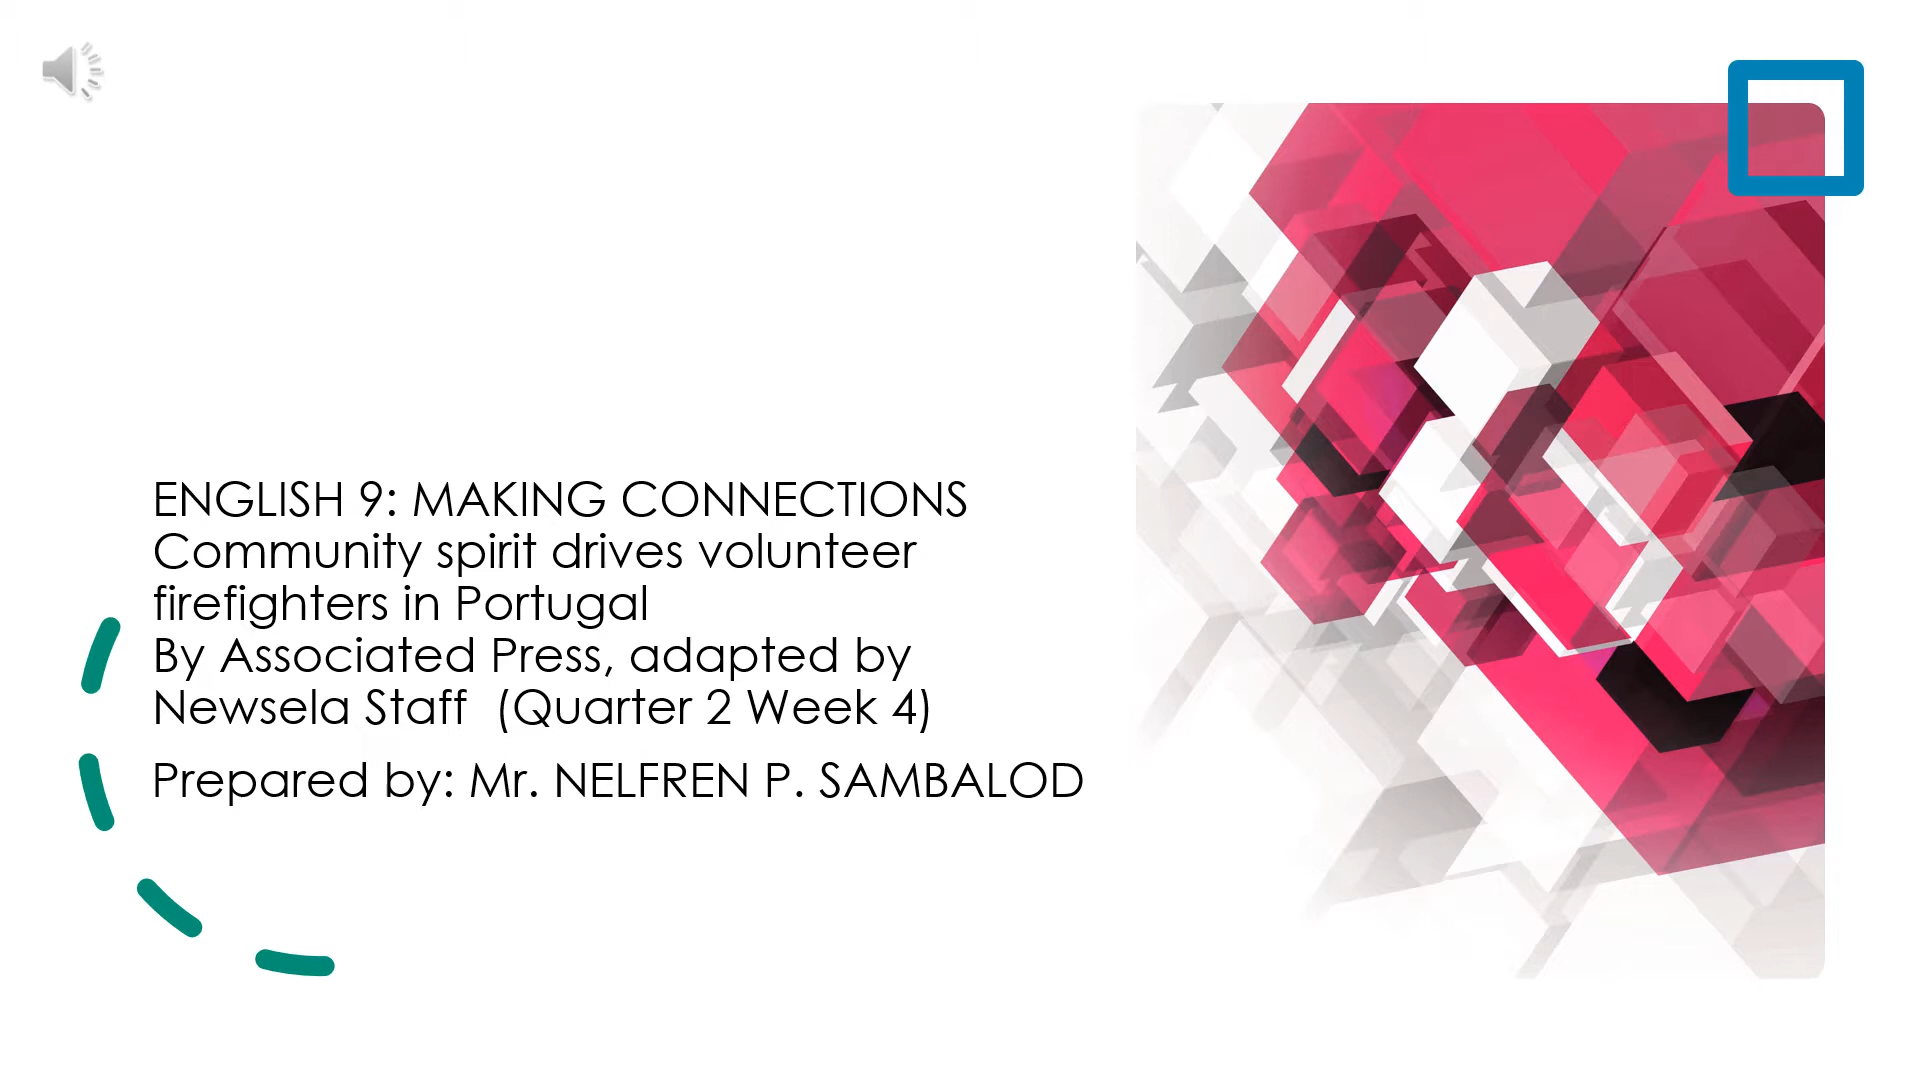 ENGLISH 9: MAKING CONNECTIONS
Community spirit drives volunteer
firefighters in Portugal
By Associated Press, adapted by
Newsela Staff  (Quarter 2 Week 4)
Prepared by: Mr. NELFREN P. SAMBALOD